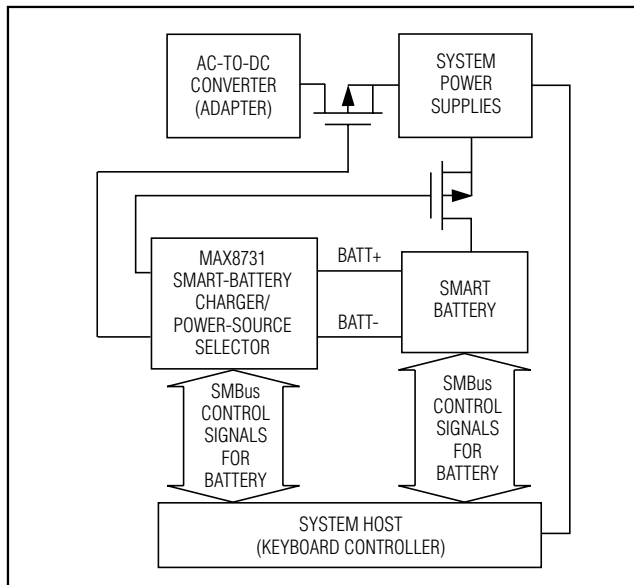 AC-TO-DC
CONVERTER
(ADAPTER)
SYSTEM
POWER
SUPPLIES
MAX8731
SMART-BATTERY
CHARGER/
POWER-SOURCE
SELECTOR
BATT+
BATT-
SMART
BATTERY
SMBus
CONTROL
SIGNALS
FOR
BATTERY
SMBus
CONTROL
SIGNALS
FOR
BATTERY
SYSTEM HOST
(KEYBOARD CONTROLLER)